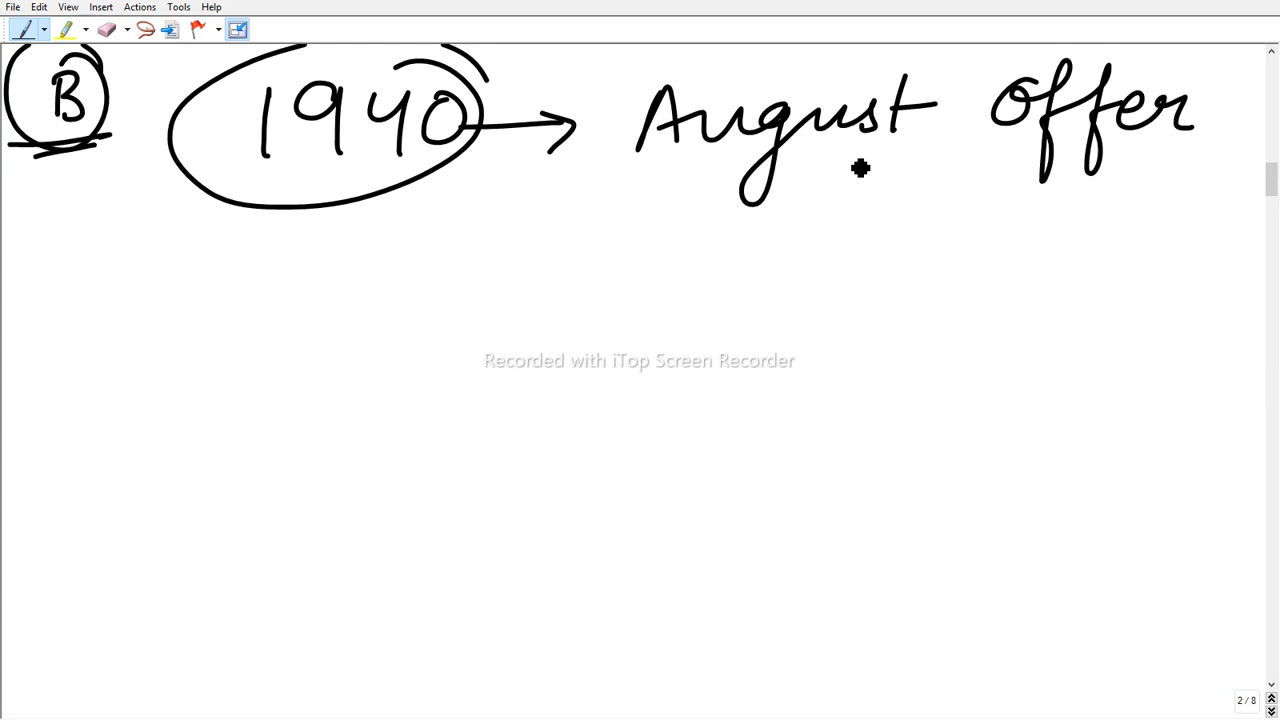 File Edit View Insert Actions Tools Help
B 1940 → August offer
Recorded with iTop Screen Recorder
2 / 8